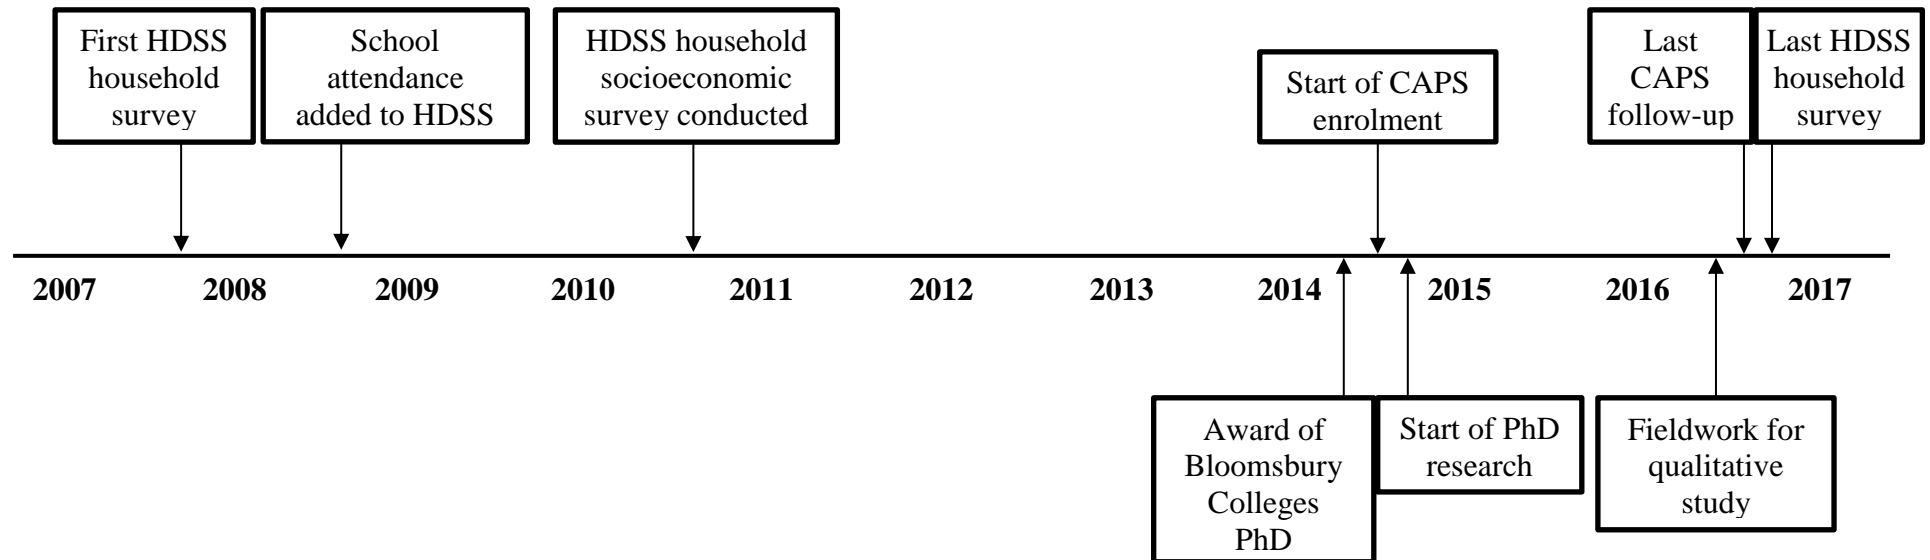 First HDSS
household
survey
School
attendance
added to HDSS
HDSS household
socioeconomic
survey conducted
Start of CAPS
enrolment
Last
CAPS
follow-up
Last HDSS
household
survey
2007 2008 2009 2010 2011 2012 2013 2014 2015 2016 2017
Award of
Bloomsbury
Colleges
PhD
Start of PhD
research
Fieldwork for
qualitative
study